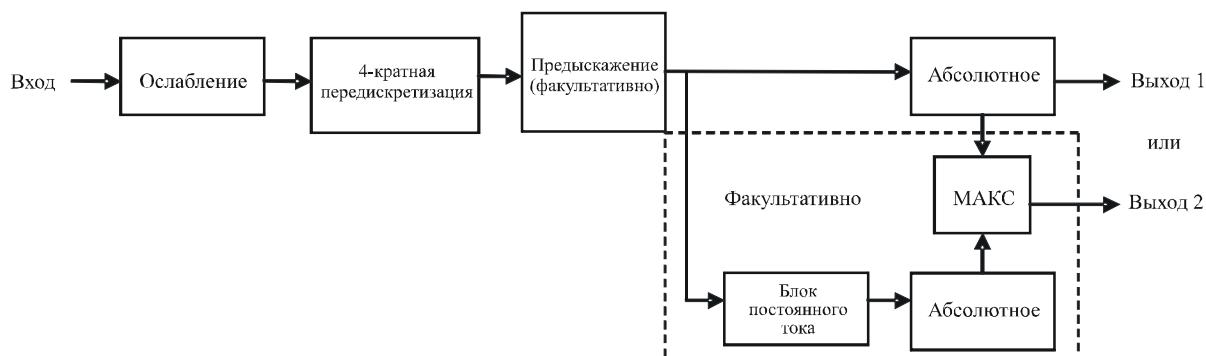 Вход
Ослабление
4-кратная
передискретизация
Предыскажение
(факультативно)
Абсолютное
Выход 1
или
Факультативно
МАКС
Выход 2
Блок
постоянного
тока
Абсолютное